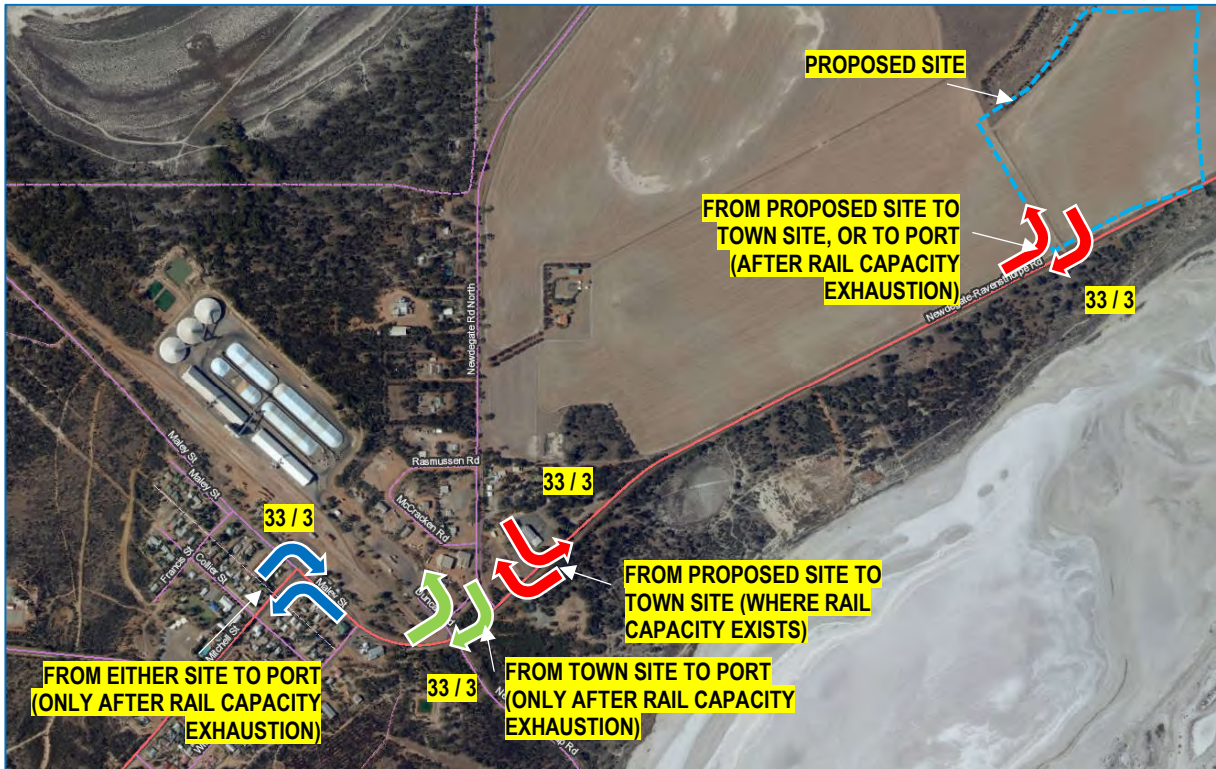 PROPOSED SITE
FROM PROPOSED SITE TO
TOWN SITE, OR TO PORT
(AFTER RAIL CAPACITY
EXHAUSTION)
Newdegate-Ravensthorpe Rd
33 / 3
Newdegate Rd North
Rasmussen Rd
McCracken Rd
33 / 3
Maley St
Maley St
33 / 3
Francis St
Collier St
Maley St
Mitchell St
FROM PROPOSED SITE TO
TOWN SITE (WHERE RAIL
CAPACITY EXISTS)
FROM EITHER SITE TO PORT
(ONLY AFTER RAIL CAPACITY
EXHAUSTION)
33 / 3
FROM TOWN SITE TO PORT
(ONLY AFTER RAIL CAPACITY
EXHAUSTION)